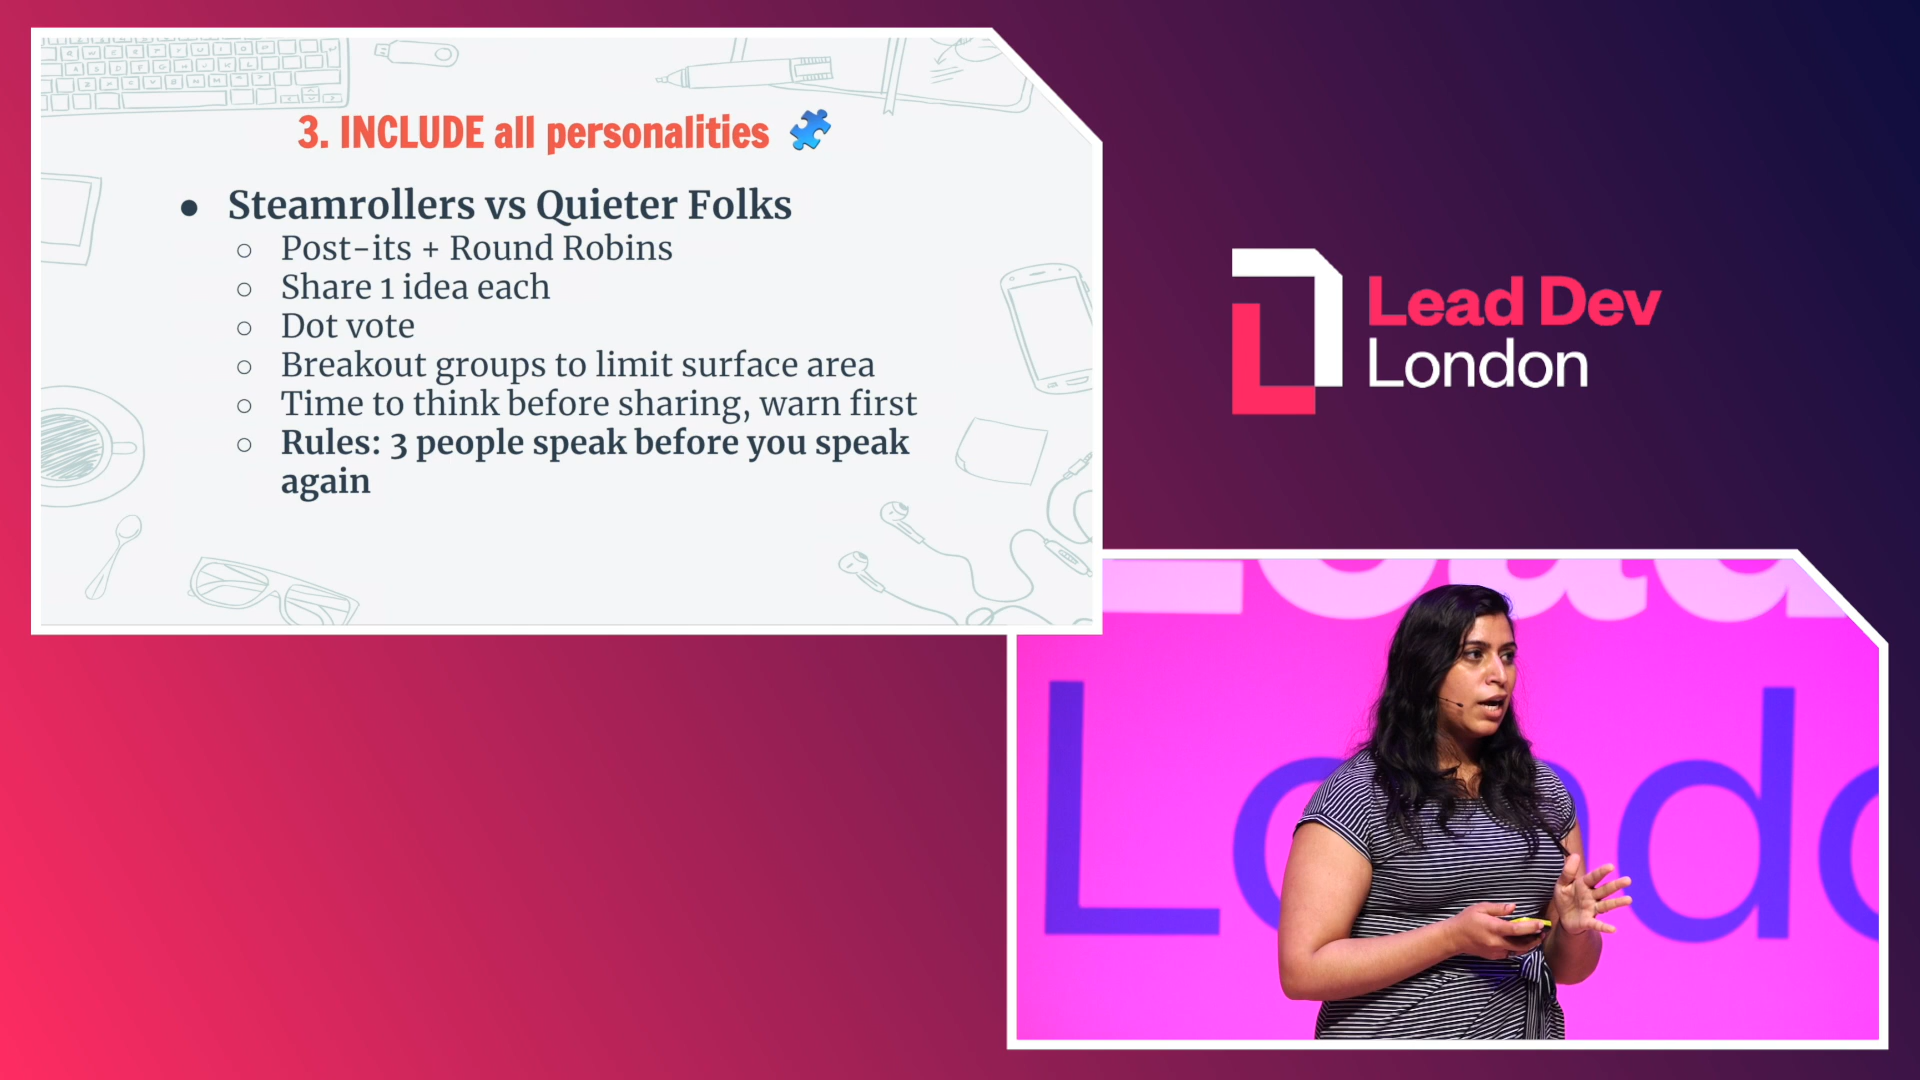 3. INCLUDE all personalities
● Steamrollers vs Quieter Folks
○ Post-its + Round Robins
○ Share 1 idea each
○ Dot vote
○ Breakout groups to limit surface area
○ Time to think before sharing, warn first
○ Rules: 3 people speak before you speak
again
Lead Dev
London
Lead
Londo